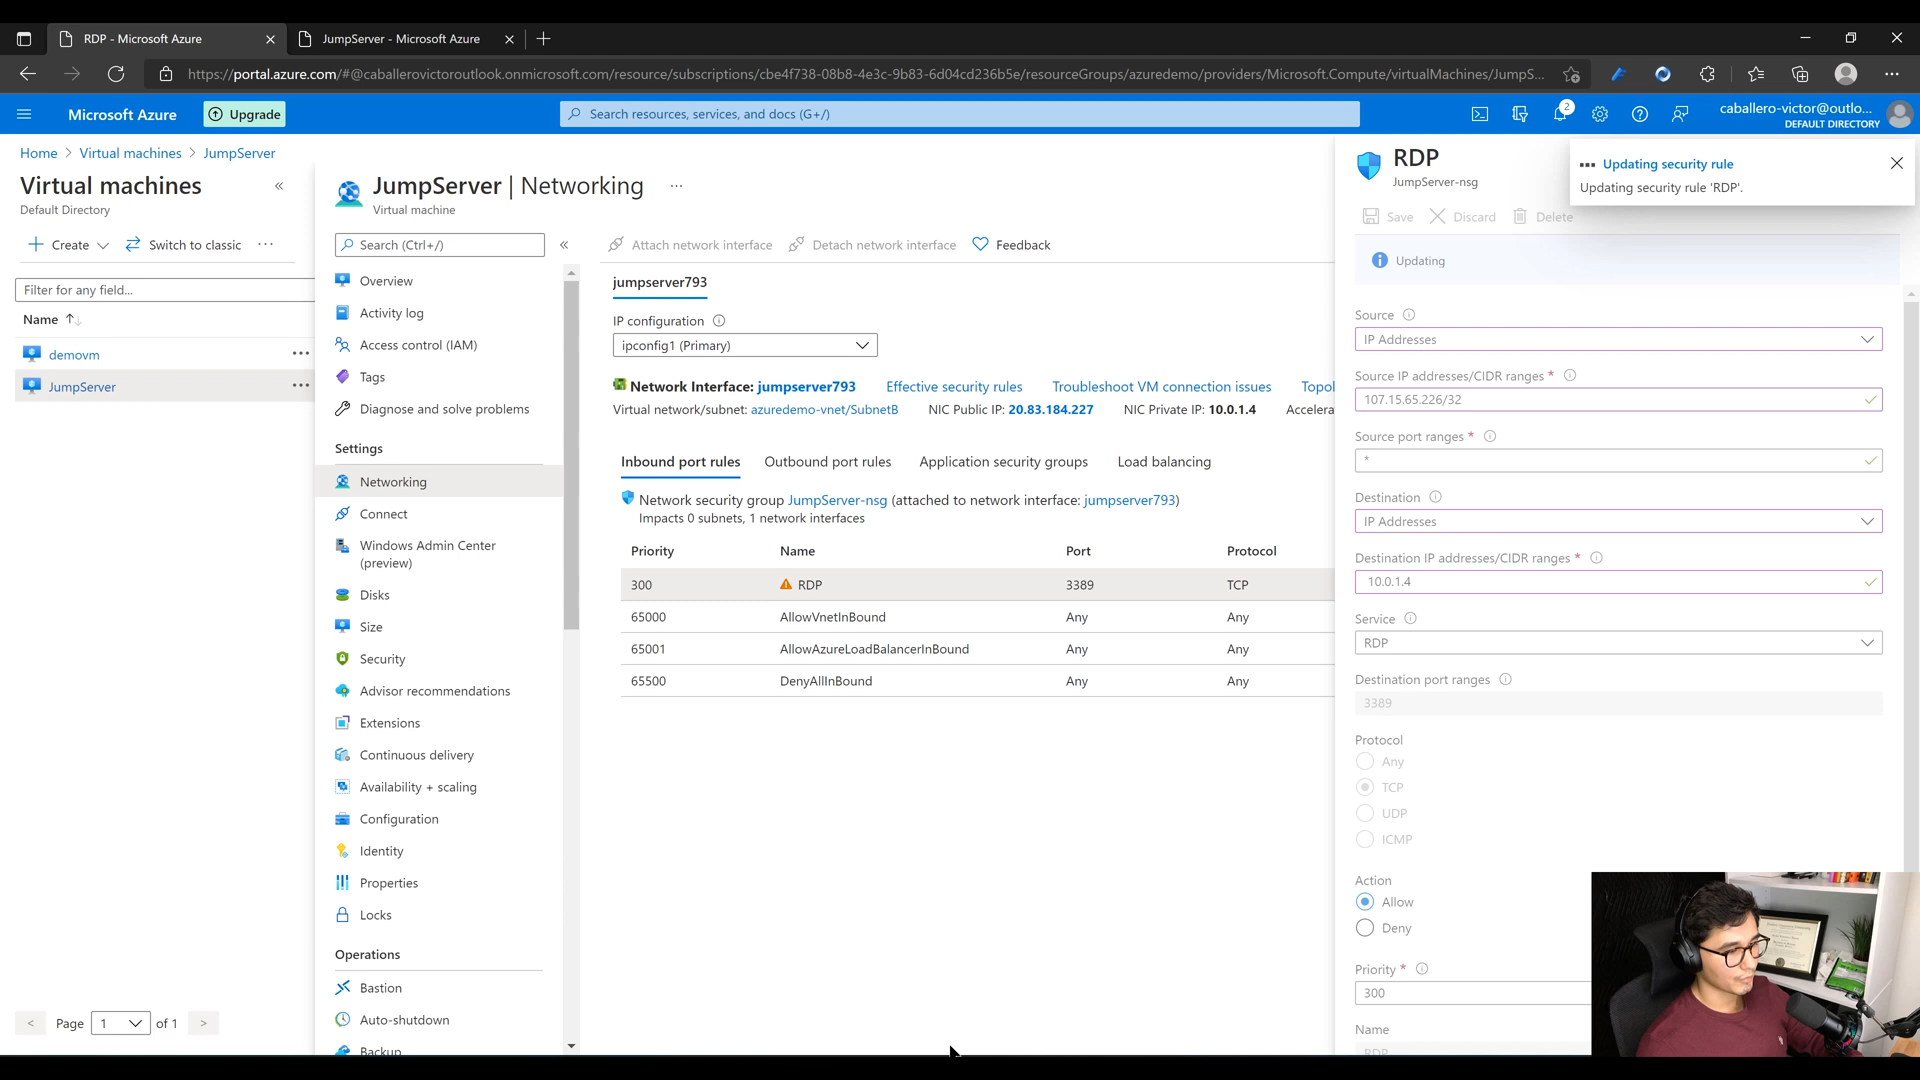 RDP - Microsoft Azure
JumpServer - Microsoft Azure
https://portal.azure.com/#@caballerovictoroutlook.onmicrosoft.com/resource/subscriptions/cbe4f738-08b8-4e3c-9b83-6d04cd236b5e/resourceGroups/azuredemo/providers/Microsoft.Compute/virtualMachines/JumpS...
Microsoft Azure
Upgrade
Search resources, services, and docs (G+/)
2
caballero-victor@outlo...
DEFAULT DIRECTORY
Home > Virtual machines > JumpServer
Virtual machines
Default Directory
Create
Switch to classic
Filter for any field...
Name
demovm
JumpServer
< Page 1 of 1 >
JumpServer | Networking
Virtual machine
Search (Ctrl+/)
Overview
Activity log
Access control (IAM)
Tags
Diagnose and solve problems
Settings
Networking
Connect
Windows Admin Center
(preview)
Disks
Size
Security
Advisor recommendations
Extensions
Continuous delivery
Availability + scaling
Configuration
Identity
Properties
Locks
Operations
Bastion
Auto-shutdown
Backup
Attach network interface
Detach network interface
Feedback
jumpserver793
IP configuration
ipconfig1 (Primary)
Network Interface: jumpserver793 Effective security rules Troubleshoot VM connection issues Topol
Virtual network/subnet: azuredemo-vnet/SubnetB NIC Public IP: 20.83.184.227 NIC Private IP: 10.0.1.4 Accelera
Inbound port rules Outbound port rules Application security groups Load balancing
Network security group JumpServer-nsg (attached to network interface: jumpserver793)
Impacts 0 subnets, 1 network interfaces
Priority Name Port Protocol
300 RDP 3389 TCP
65000 AllowVnetInBound Any Any
65001 AllowAzureLoadBalancerInBound Any Any
65500 DenyAllInBound Any Any
RDP
JumpServer-nsg
Updating security rule
Updating security rule 'RDP'.
Save
Discard
Delete
Updating
Source
IP Addresses
Source IP addresses/CIDR ranges *
107.15.65.226/32
Source port ranges *
*
Destination
IP Addresses
Destination IP addresses/CIDR ranges *
10.0.1.4
Service
RDP
Destination port ranges
3389
Protocol
Any
TCP
UDP
ICMP
Action
Allow
Deny
Priority *
300
Name
RDP